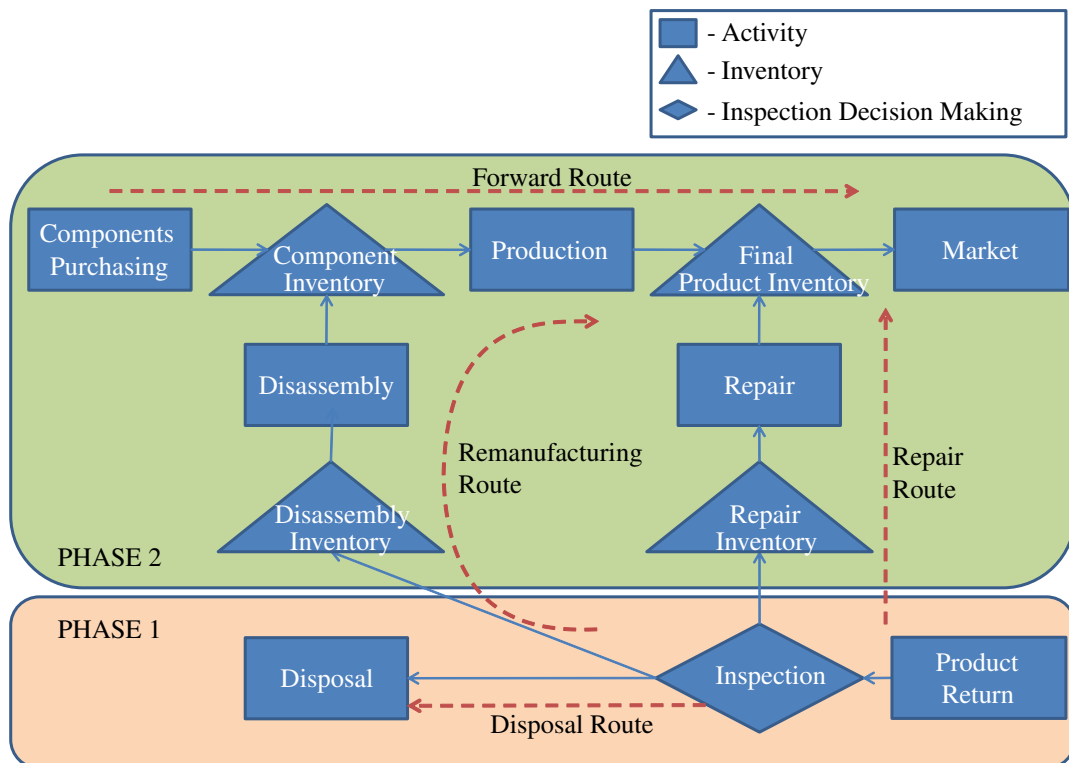 - Activity
- Inventory
- Inspection Decision Making
Forward Route
Components
Purchasing
Component
Inventory
Production
Final
Product Inventory
Market
Disassembly
Repair
Remanufacturing
Route
Repair
Route
Disassembly
Inventory
Repair
Inventory
PHASE 2
PHASE 1
Disposal
Inspection
Product
Return
Disposal Route